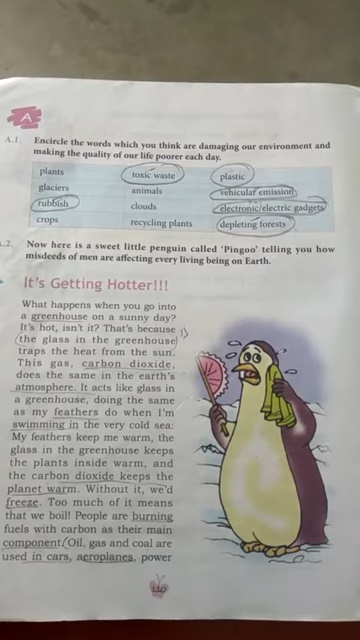 A
A.1. Encircle the words which you think are damaging our environment and
making the quality of our life poorer each day.
plants toxic waste plastic
glaciers animals vehicular emission
rubbish clouds electronic/electric gadgets
crops recycling plants depleting forests
A.2. Now here is a sweet little penguin called 'Pingoo' telling you how
misdeeds of men are affecting every living being on Earth.
It's Getting Hotter!!!
What happens when you go into
a greenhouse on a sunny day?
It's hot, isn't it? That's because
the glass in the greenhouse
traps the heat from the sun.
This gas, carbon dioxide,
does the same in the earth's
atmosphere. It acts like glass in
a greenhouse, doing the same
as my feathers do when I'm
swimming in the very cold sea:
My feathers keep me warm, the
glass in the greenhouse keeps
the plants inside warm, and
the carbon dioxide keeps the
planet warm. Without it, we'd
freeze. Too much of it means
that we boil! People are burning
fuels with carbon as their main
component. Oil, gas and coal are
used in cars, aeroplanes, power
110